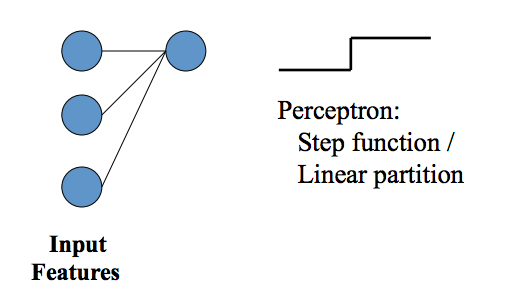 Perceptron:
Step function /
Linear partition
Input
Features